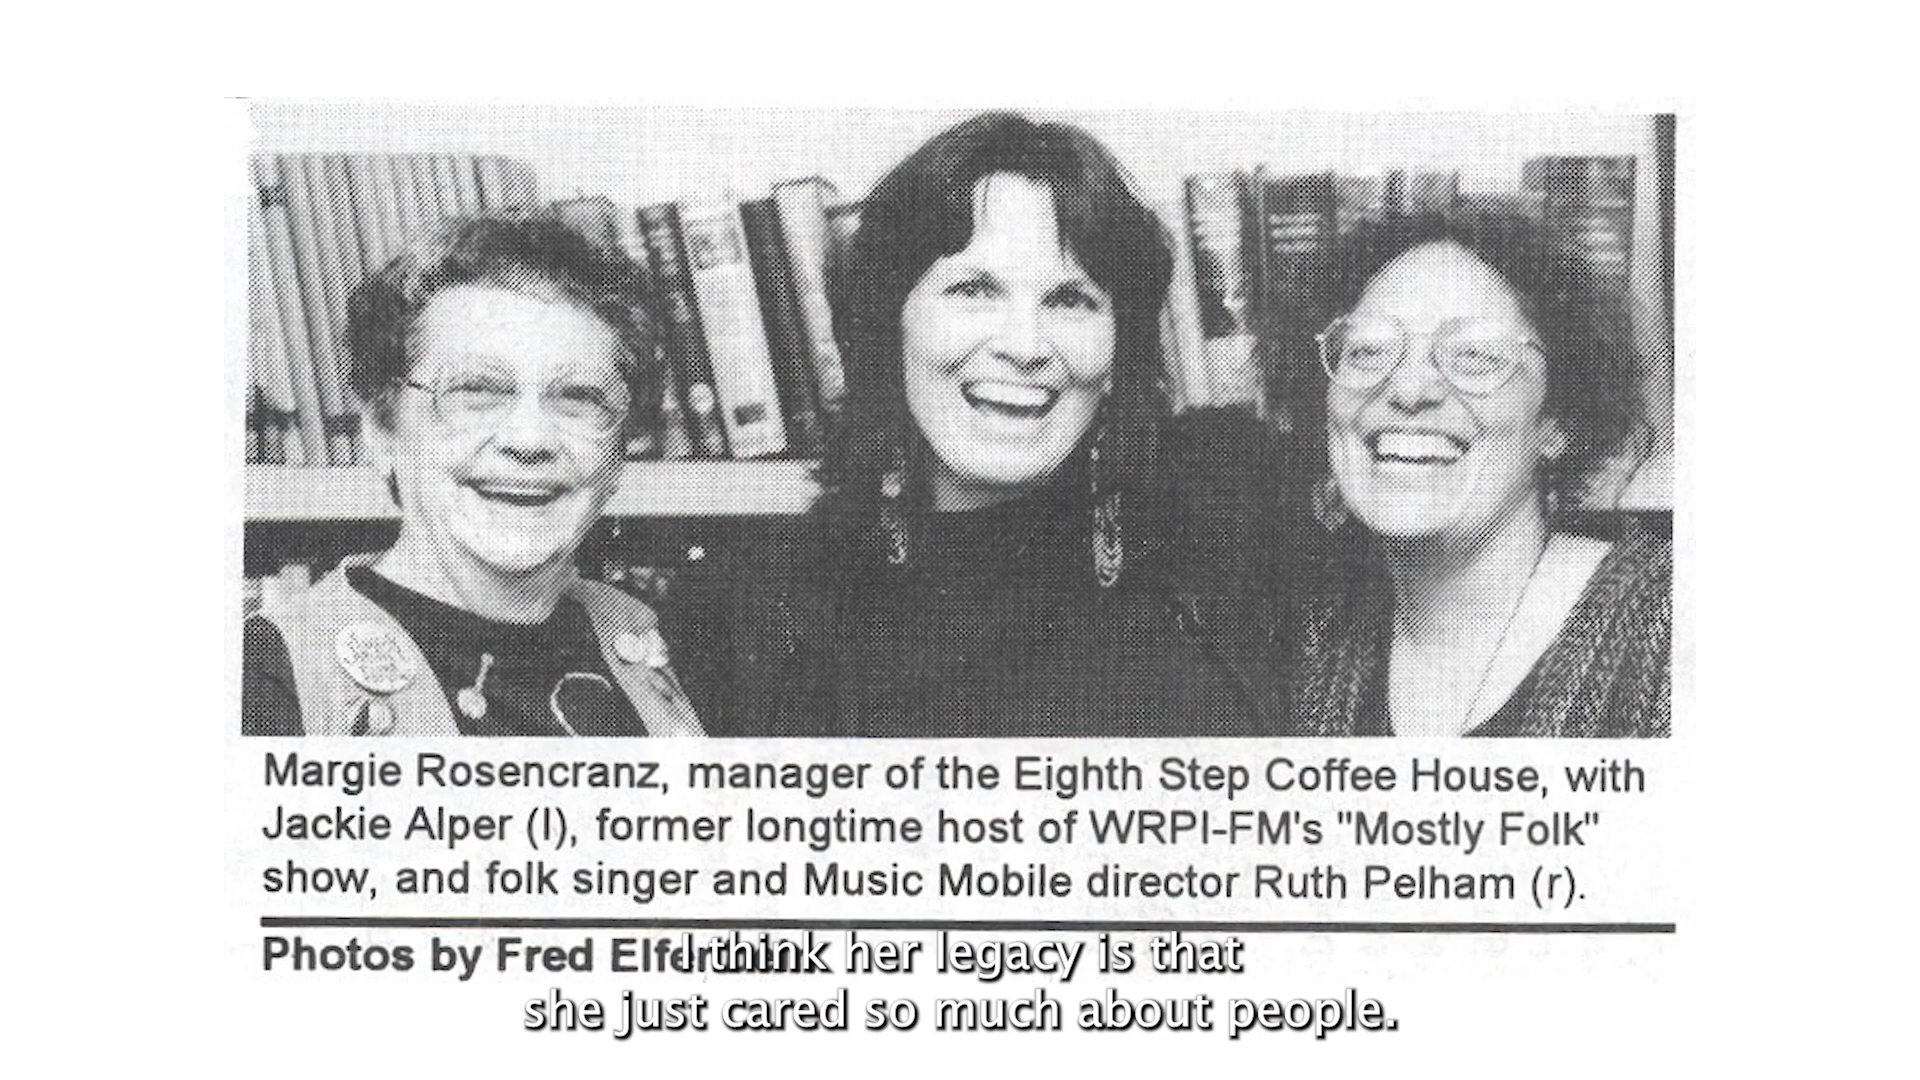 Margie Rosencranz, manager of the Eighth Step Coffee House, with
Jackie Alper (l), former longtime host of WRPI-FM's "Mostly Folk"
show, and folk singer and Music Mobile director Ruth Pelham (r).
Photos by Fred
I think her legacy is that
she just cared so much about people.